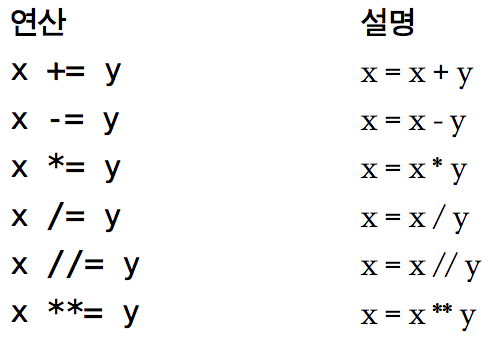 연산 설명
x += y x = x + y
x -= y x = x - y
x *= y x = x * y
x /= y x = x / y
x //= y x = x // y
x **= y x = x ** y